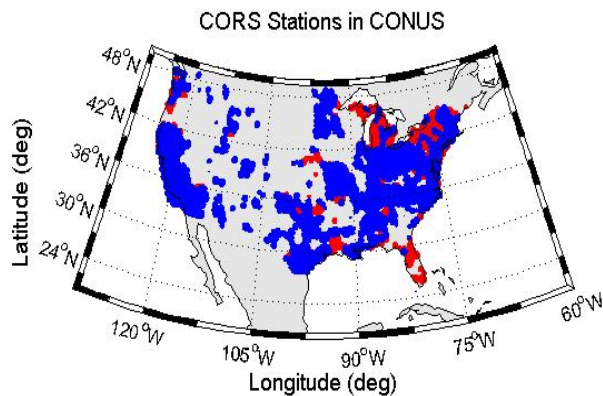 CORS Stations in CONUS
48°N
42°N
36°N
30°N
24°N
Latitude (deg)
120°W
105°W
90°W
75°W
60°W
Longitude (deg)